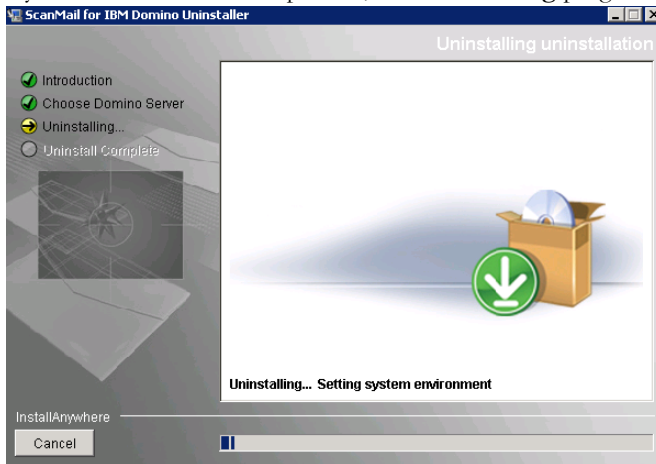 ScanMail for IBM Domino Uninstaller
Uninstalling uninstallation
Introduction
Choose Domino Server
Uninstalling...
Uninstall Complete
Uninstalling... Setting system environment
InstallAnywhere
Cancel